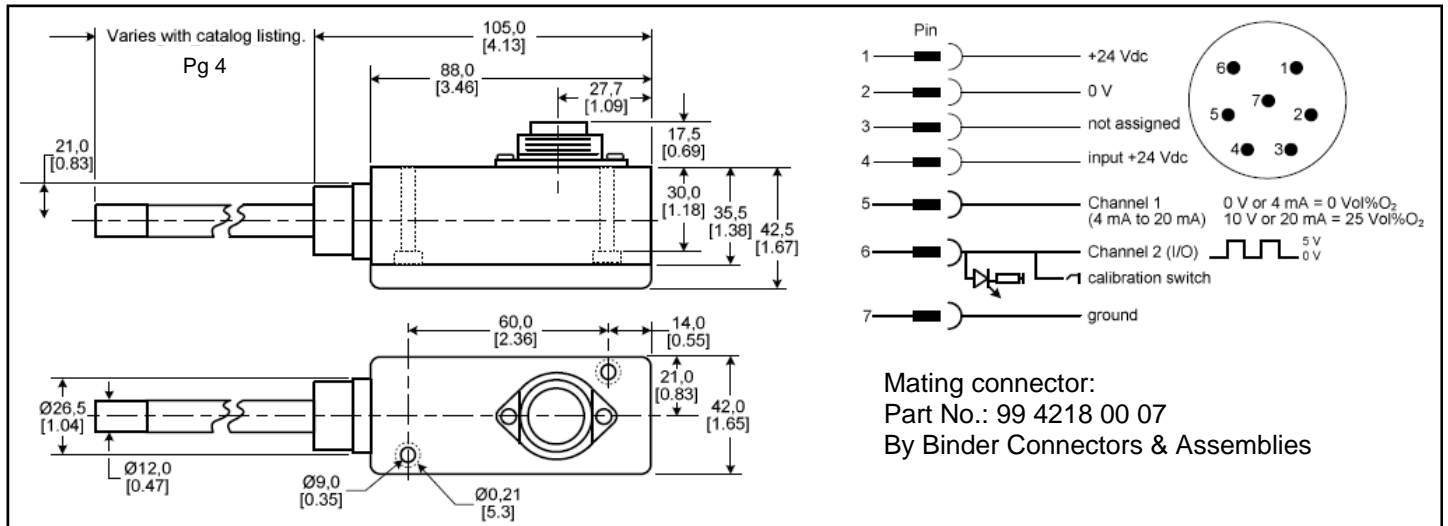 Varies with catalog listing.
Pg 4
105,0
[4.13]
88,0
[3.46]
27,7
[1.09]
17,5
[0.69]
21,0
[0.83]
30,0
[1.18]
35,5
[1.38]
42,5
[1.67]
60,0
[2.36]
14,0
[0.55]
21,0
[0.83]
42,0
[1.65]
Ø26,5
[1.04]
Ø12,0
[0.47]
Ø9,0
[0.35]
Ø0,21
[5.3]
Pin
1 +24 Vdc
2 0 V
3 not assigned
4 input +24 Vdc
5 Channel 1 0 V or 4 mA = 0 Vol%O₂
(4 mA to 20 mA) 10 V or 20 mA = 25 Vol%O₂
6 Channel 2 (I/O) 5 V
0 V
calibration switch
7 ground
6 1
7
5 2
4 3
Mating connector:
Part No.: 99 4218 00 07
By Binder Connectors & Assemblies